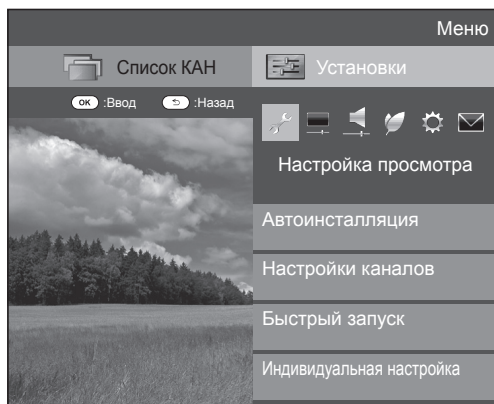 Меню
Список КАН
Установки
OK :Ввод :Назад
Настройка просмотра
Автоинсталляция
Настройки каналов
Быстрый запуск
Индивидуальная настройка